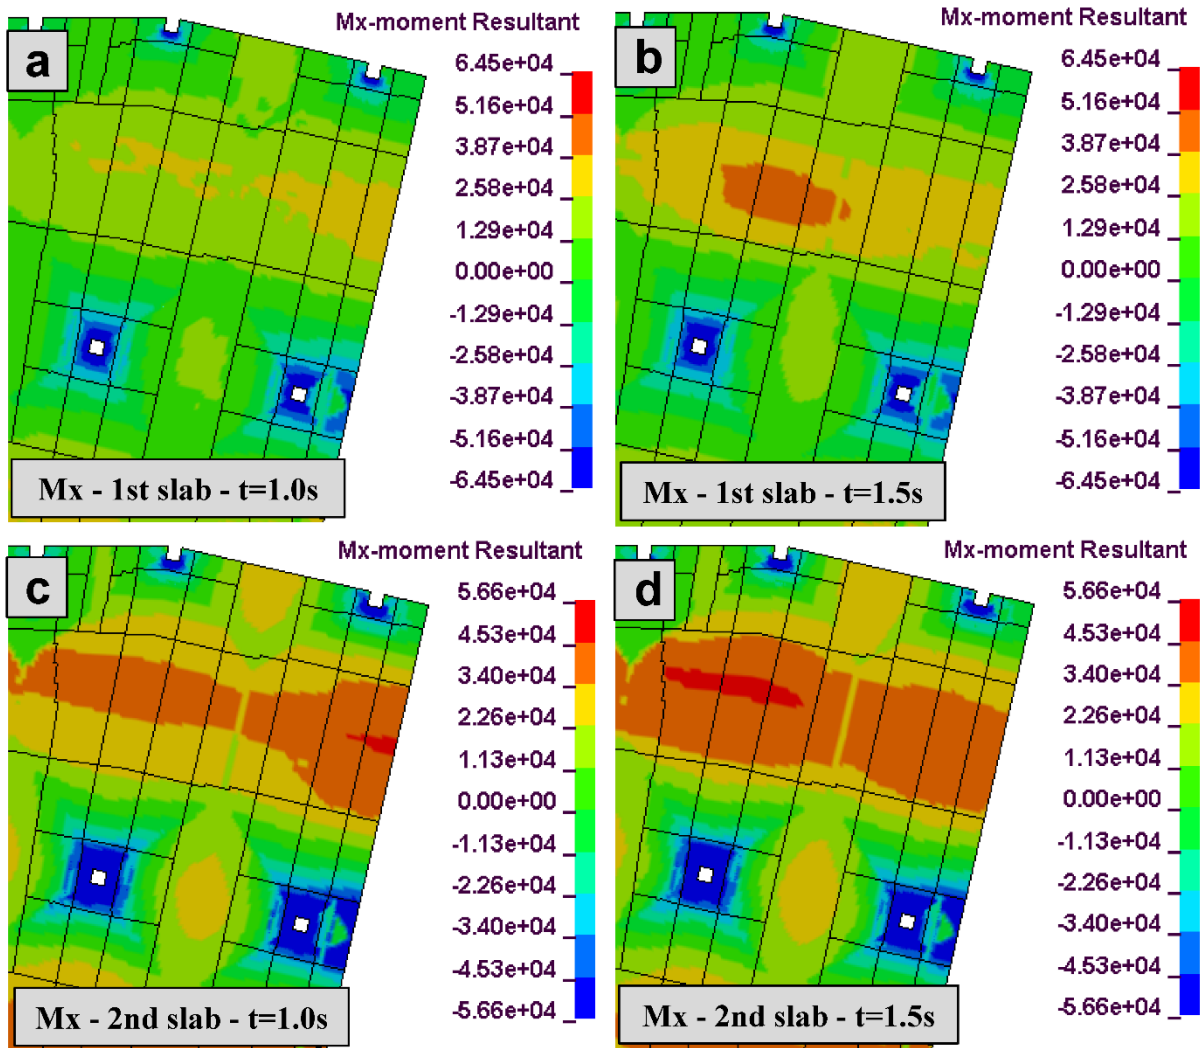 a
Mx-moment Resultant
6.45e+04
5.16e+04
3.87e+04
2.58e+04
1.29e+04
0.00e+00
-1.29e+04
-2.58e+04
-3.87e+04
-5.16e+04
-6.45e+04
Mx - 1st slab - t=1.0s
b
Mx-moment Resultant
6.45e+04
5.16e+04
3.87e+04
2.58e+04
1.29e+04
0.00e+00
-1.29e+04
-2.58e+04
-3.87e+04
-5.16e+04
-6.45e+04
Mx - 1st slab - t=1.5s
c
Mx-moment Resultant
5.66e+04
4.53e+04
3.40e+04
2.26e+04
1.13e+04
0.00e+00
-1.13e+04
-2.26e+04
-3.40e+04
-4.53e+04
-5.66e+04
Mx - 2nd slab - t=1.0s
d
Mx-moment Resultant
5.66e+04
4.53e+04
3.40e+04
2.26e+04
1.13e+04
0.00e+00
-1.13e+04
-2.26e+04
-3.40e+04
-4.53e+04
-5.66e+04
Mx - 2nd slab - t=1.5s